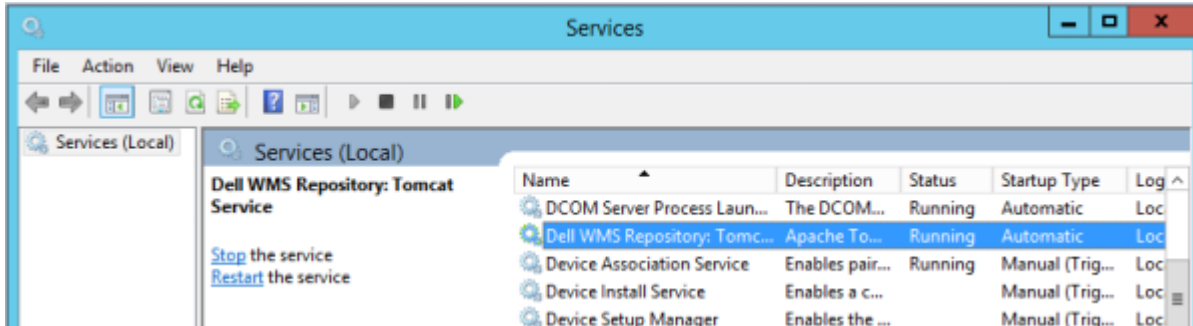 Services
File Action View Help
Services (Local)
Services (Local)
Dell WMS Repository: Tomcat
Service
Stop the service
Restart the service
Name Description Status Startup Type Log
DCOM Server Process Laun... The DCOM... Running Automatic Loc
Dell WMS Repository: Tomc... Apache To... Running Automatic Loc
Device Association Service Enables pair... Running Manual (Trig... Loc
Device Install Service Enables a c... Manual (Trig... Loc
Device Setup Manager Enables the ... Manual (Trig... Loc